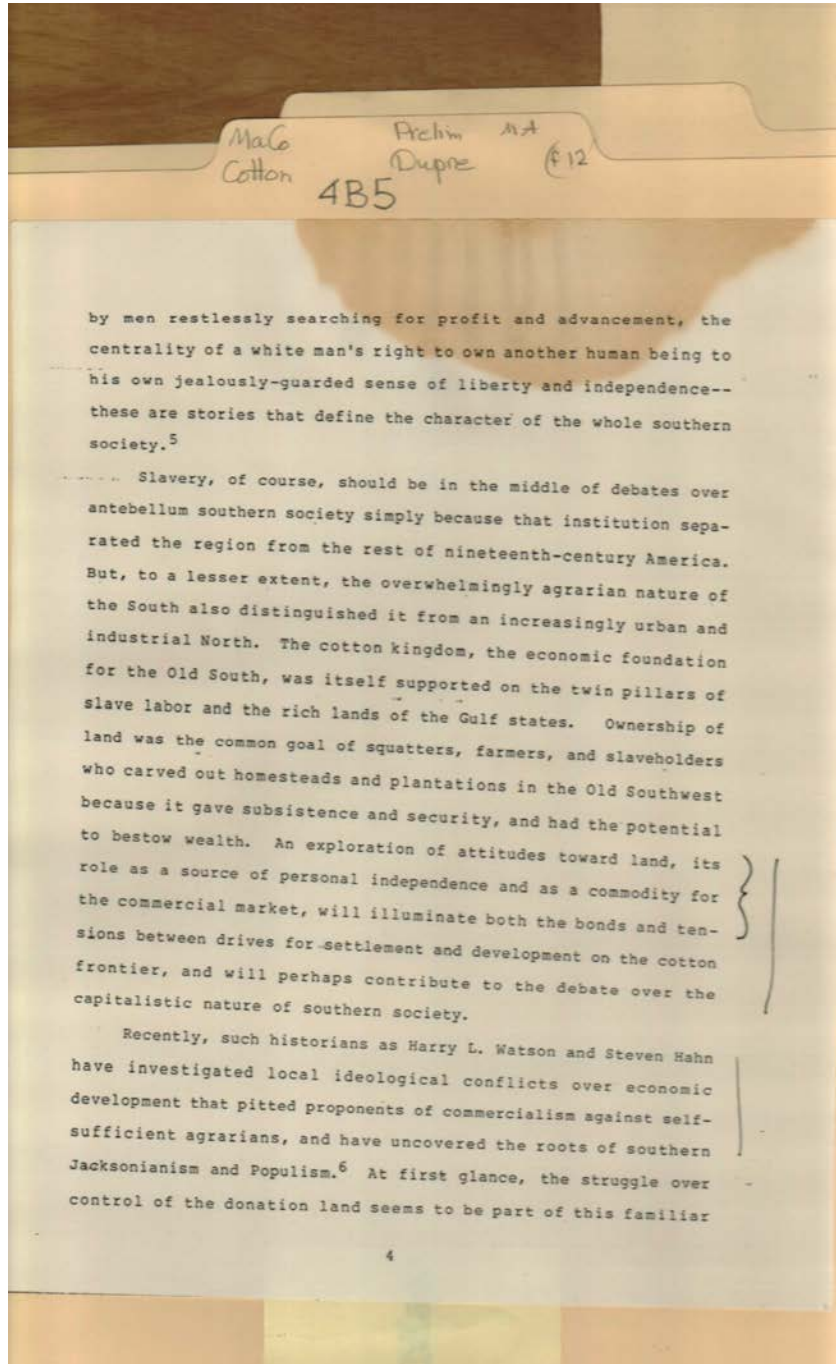 MaCo Prelim MA
Cotton Dupre
4B5
by men restlessly searching for profit and advancement, the
centrality of a white man's right to own another human being to
his own jealously-guarded sense of liberty and independence--
these are stories that define the character of the whole southern
society.5
Slavery, of course, should be in the middle of debates over
antebellum southern society simply because that institution sepa-
rated the region from the rest of nineteenth-century America.
But, to a lesser extent, the overwhelmingly agrarian nature of
the South also distinguished it from an increasingly urban and
industrial North. The cotton kingdom, the economic foundation
for the Old South, was itself supported on the twin pillars of
slave labor and the rich lands of the Gulf states. Ownership of
land was the common goal of squatters, farmers, and slaveholders
who carved out homesteads and plantations in the Old Southwest
because it gave subsistence and security, and had the potential
to bestow wealth. An exploration of attitudes toward land, its
role as a source of personal independence and as a commodity for
the commercial market, will illuminate both the bonds and ten-
sions between drives for settlement and development on the cotton
frontier, and will perhaps contribute to the debate over the
capitalistic nature of southern society.
Recently, such historians as Harry L. Watson and Steven Hahn
have investigated local ideological conflicts over economic
development that pitted proponents of commercialism against self-
sufficient agrarians, and have uncovered the roots of southern
Jacksonianism and Populism.6 At first glance, the struggle over
control of the donation land seems to be part of this familiar
4